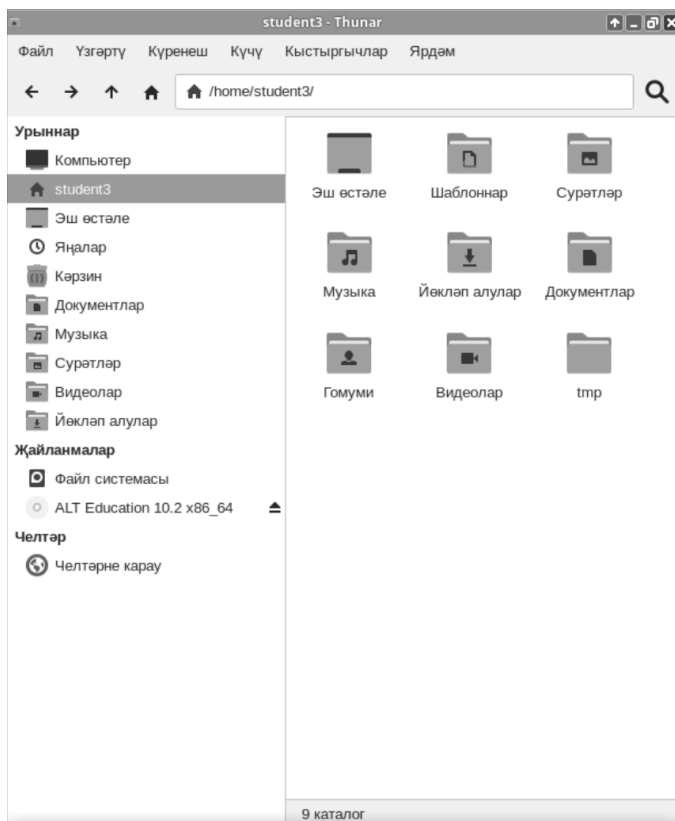 student3 - Thunar
Файл Үзгәртү Күренеш Күчү Кыстыргычлар Ярдәм
/home/student3/
Урыннар
Компьютер
student3
Эш өстәле
Яңалар
Кәрзин
Документлар
Музыка
Сурәтләр
Видеолар
Йөкләп алулар
Җайланмалар
Файл системасы
ALT Education 10.2 x86_64
Челтәр
Челтәрне карау
Эш өстәле Шаблоннар Сурәтләр
Музыка Йөкләп алулар Документлар
Гомуми Видеолар tmp
9 каталог